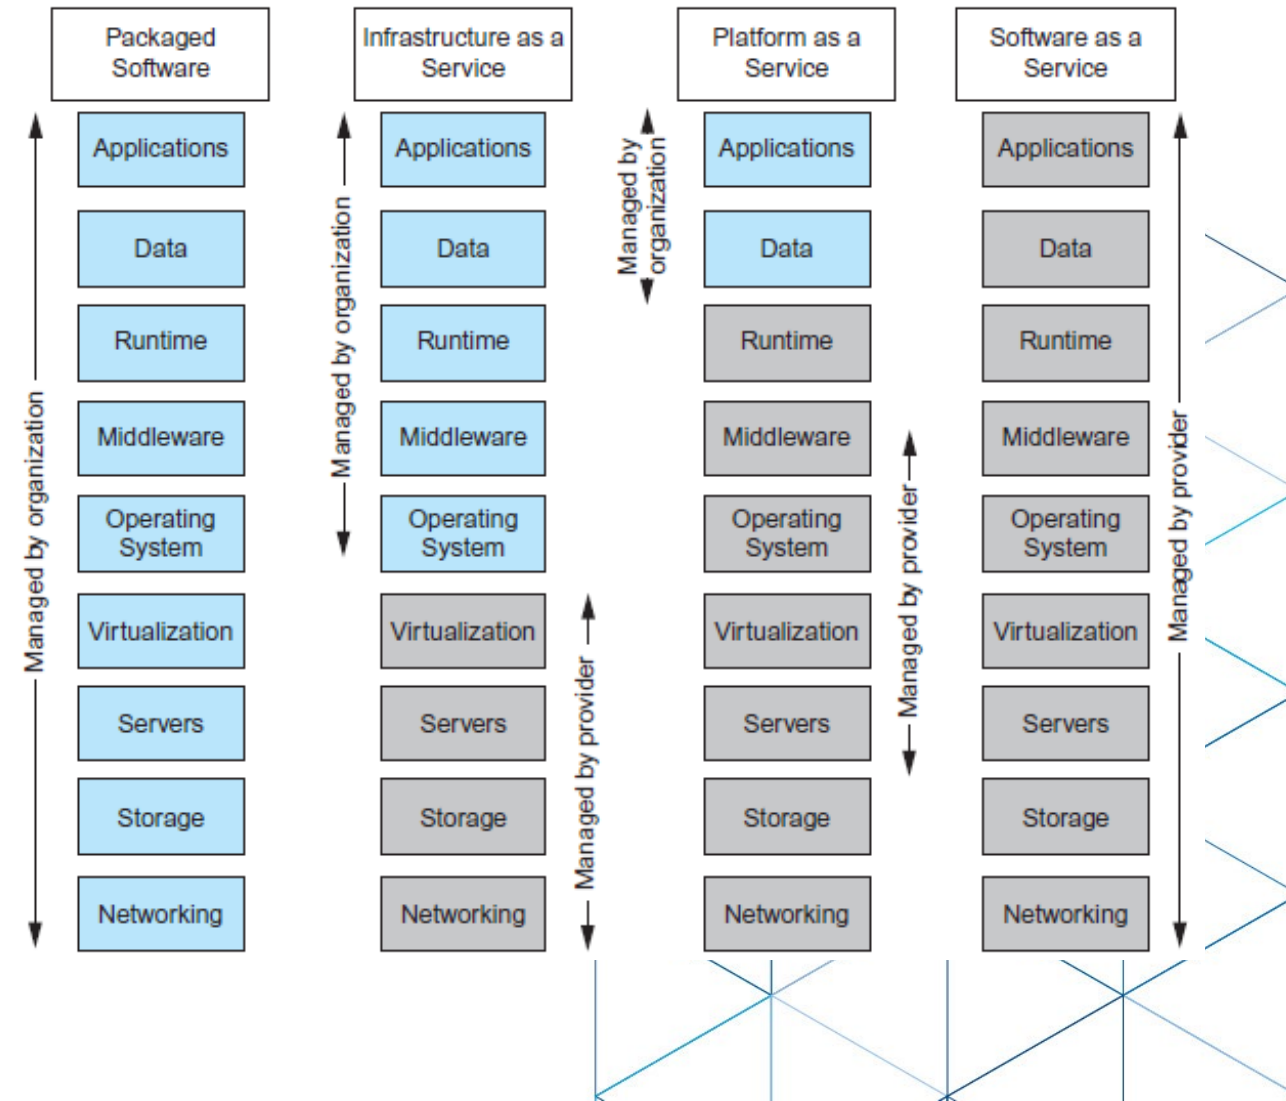 Packaged
Software
Infrastructure as a
Service
Platform as a
Service
Software as a
Service
Managed by organization
Applications
Data
Runtime
Middleware
Operating
System
Virtualization
Servers
Storage
Networking
Managed by organization
Applications
Data
Runtime
Middleware
Operating
System
Virtualization
Servers
Storage
Networking
Managed by provider
Managed by
organization
Applications
Data
Runtime
Middleware
Operating
System
Virtualization
Servers
Storage
Networking
Managed by provider
Applications
Data
Runtime
Middleware
Operating
System
Virtualization
Servers
Storage
Networking
Managed by provider